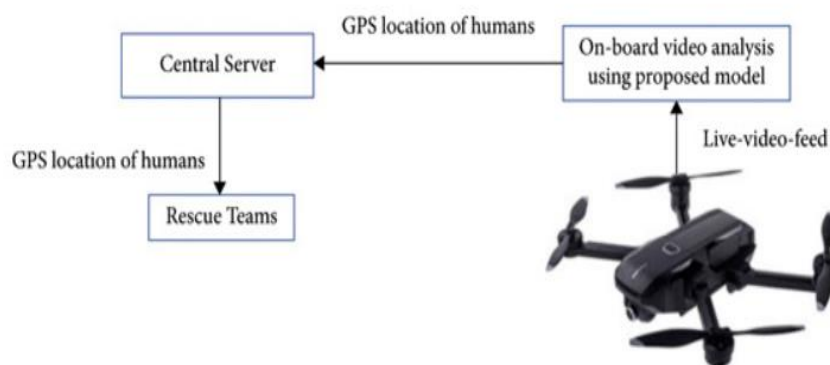 GPS location of humans
Central Server
On-board video analysis
using proposed model
GPS location of humans
Live-video-feed
Rescue Teams